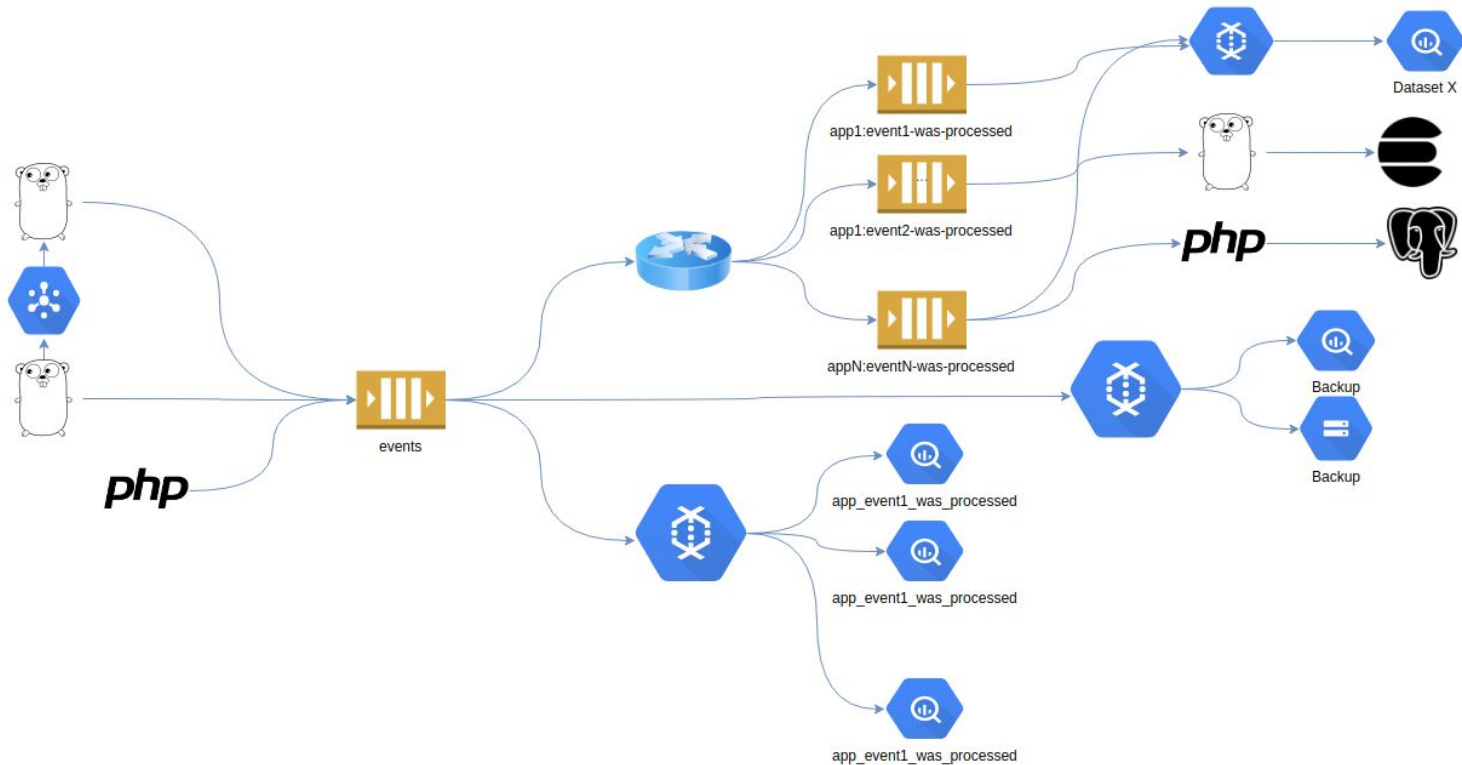 Dataset X
app1:event1-was-processed
app1:event2-was-processed
php
appN:eventN-was-processed
Backup
events
Backup
php
app_event1_was_processed
app_event1_was_processed
app_event1_was_processed